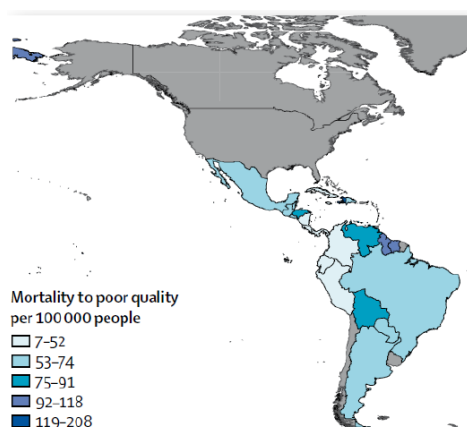 Mortality to poor quality
per 100 000 people
7–52
53–74
75–91
92–118
119–208